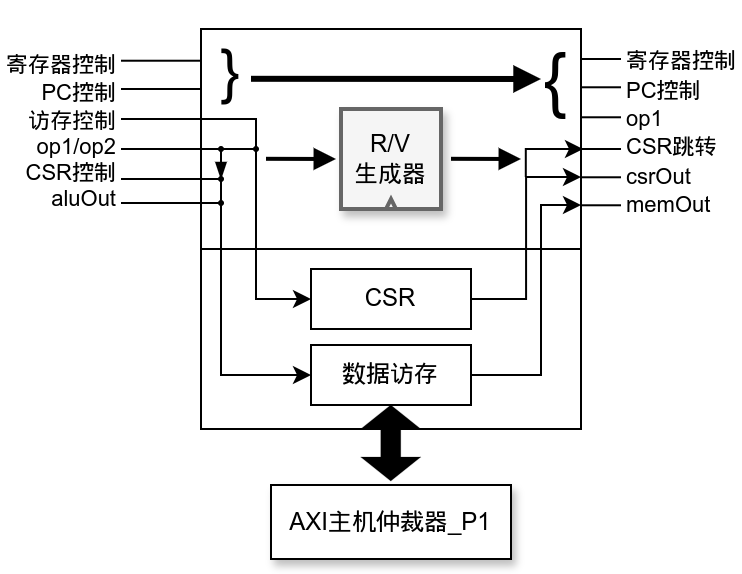 寄存器控制
PC控制
访存控制
op1/op2
CSR控制
aluOut
}
{
R/V
生成器
寄存器控制
PC控制
op1
CSR跳转
csrOut
memOut
CSR
数据访存
AXI主机仲裁器_P1